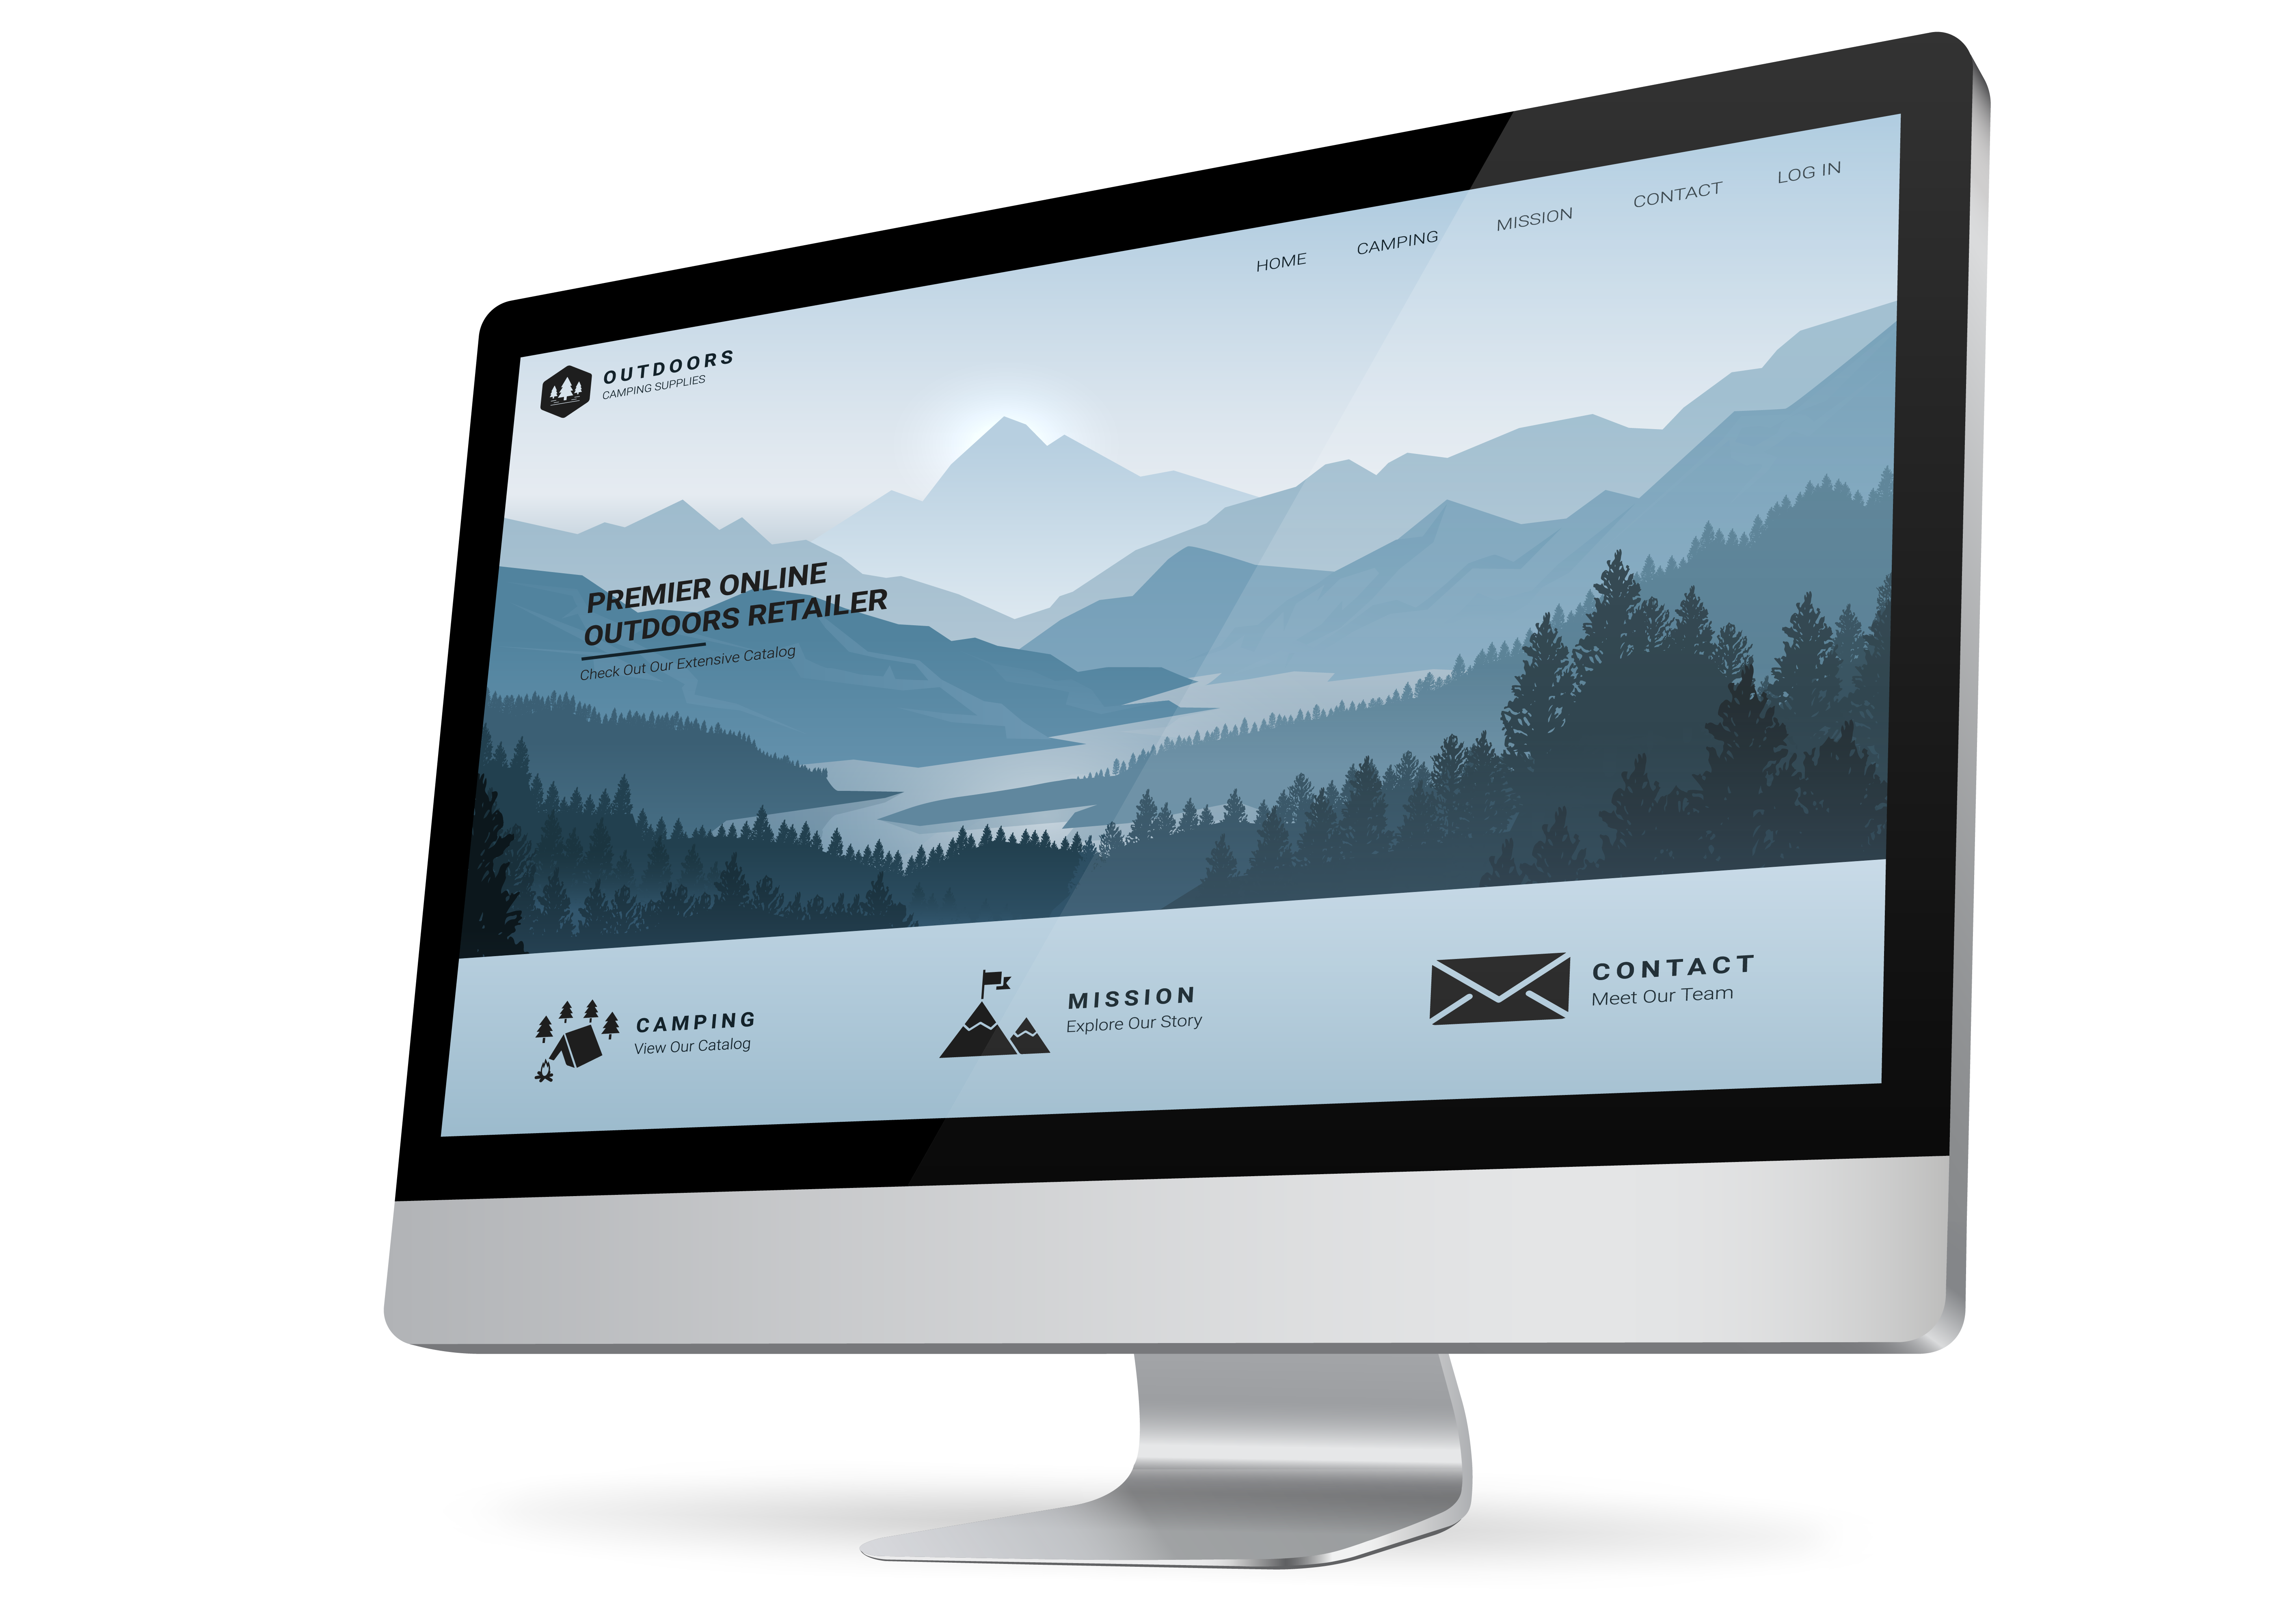 HOME
CAMPING
MISSION
CONTACT
LOG IN
OUTDOORS
CAMPING SUPPLIES
PREMIER ONLINE
OUTDOORS RETAILER
Check Out Our Extensive Catalog
CAMPING
View Our Catalog
MISSION
Explore Our Story
CONTACT
Meet Our Team